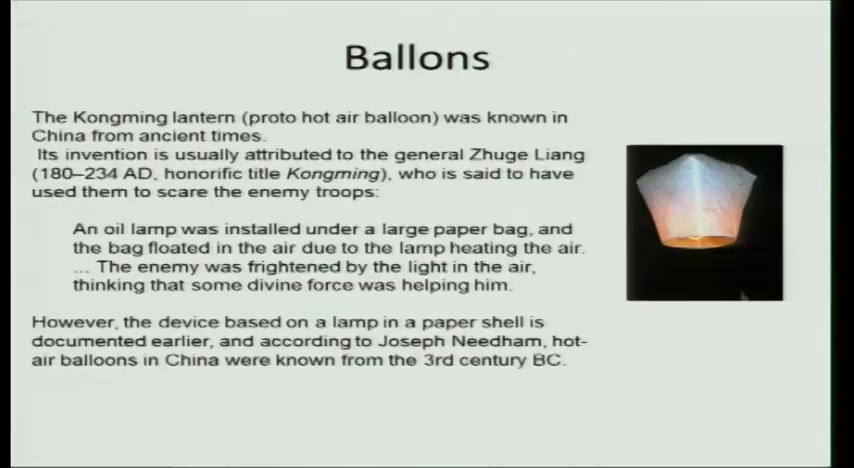 Ballons
The Kongming lantern (proto hot air balloon) was known in
China from ancient times.
Its invention is usually attributed to the general Zhuge Liang
(180–234 AD, honorific title Kongming), who is said to have
used them to scare the enemy troops:
An oil lamp was installed under a large paper bag, and
the bag floated in the air due to the lamp heating the air.
... The enemy was frightened by the light in the air,
thinking that some divine force was helping him.
However, the device based on a lamp in a paper shell is
documented earlier, and according to Joseph Needham, hot-
air balloons in China were known from the 3rd century BC.